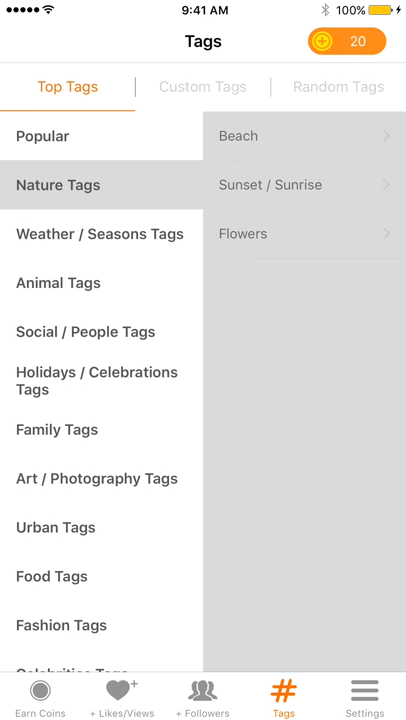 9:41 AM
100%
Tags
20
Top Tags
Custom Tags
Random Tags
Popular
Nature Tags
Weather / Seasons Tags
Animal Tags
Social / People Tags
Holidays / Celebrations
Tags
Family Tags
Art / Photography Tags
Urban Tags
Food Tags
Fashion Tags
Celebrities Tags
Beach
Sunset / Sunrise
Flowers
Earn Coins
+ Likes/Views
+ Followers
Tags
Settings